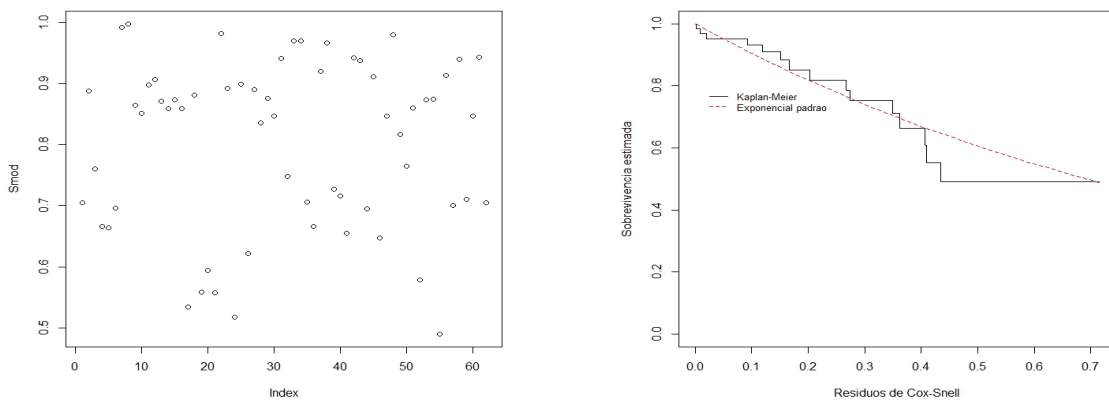 Smod
1.0
0.9
0.8
0.7
0.6
0.5
0 10 20 30 40 50 60
Index
Sobrevivencia estimada
1.0
0.8
0.6
0.4
0.2
0.0
Kaplan-Meier
Exponencial padrao
0.0 0.1 0.2 0.3 0.4 0.5 0.6 0.7
Residuos de Cox-Snell